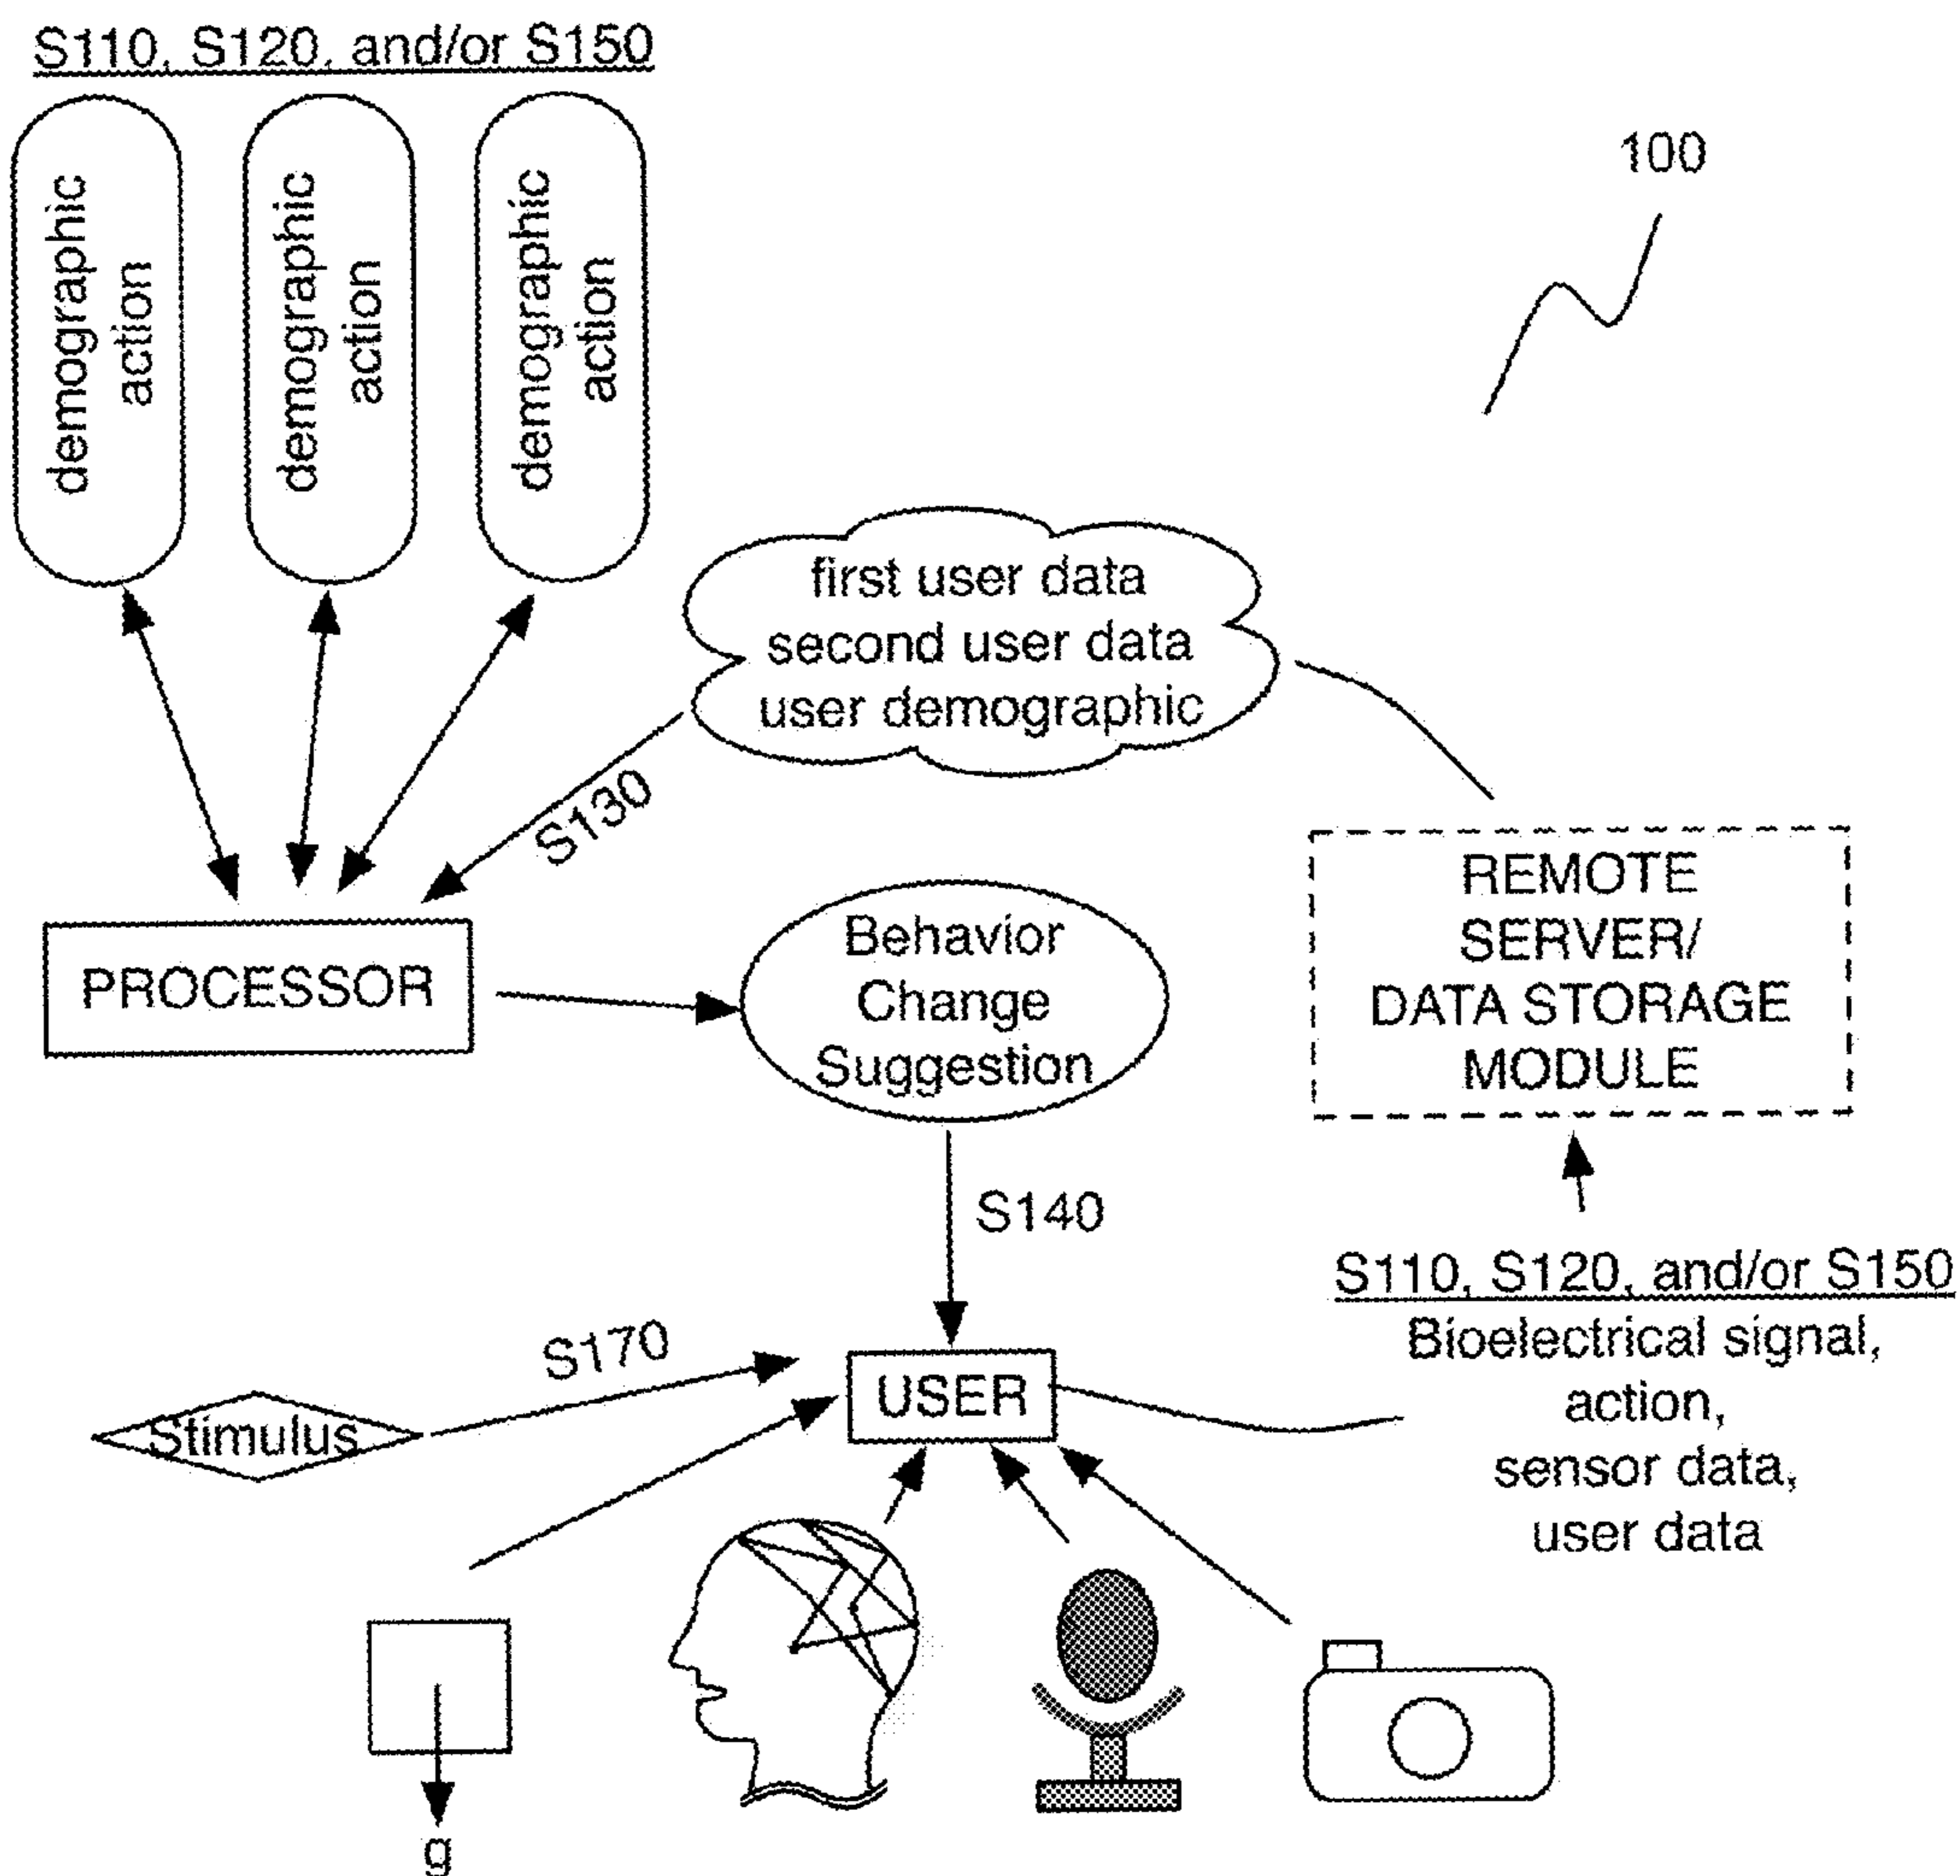 S110, S120, and/or S150
demographic
action
demographic
action
demographic
action
100
first user data
second user data
user demographic
S130
PROCESSOR
Behavior
Change
Suggestion
REMOTE
SERVER/
DATA STORAGE
MODULE
S140
S110, S120, and/or S150
Bioelectrical signal,
action,
sensor data,
user data
S170
Stimulus
USER
g